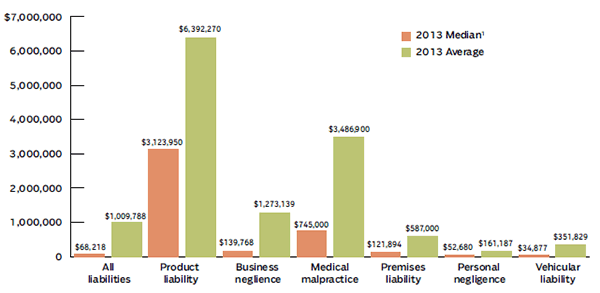 $7,000,000
6,000,000
5,000,000
4,000,000
3,000,000
2,000,000
1,000,000
0
2013 Median¹
2013 Average
$68,218
$1,009,788
$3,123,950
$6,392,270
$139,768
$1,273,139
$745,000
$3,486,900
$121,894
$587,000
$52,680
$161,187
$34,877
$351,829
All
liabilities
Product
liability
Business
neglience
Medical
malpractice
Premises
liability
Personal
negligence
Vehicular
liability